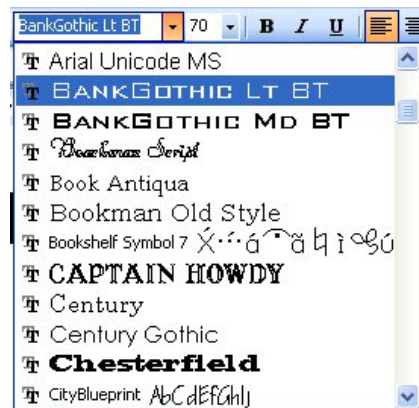 BankGothic Lt BT 70 B I U
Arial Unicode MS
BANKGOTHIC LT BT
BANKGOTHIC MD BT
Book Antiqua
Bookman Old Style
Bookshelf Symbol 7
CAPTAIN HOWDY
Century
Century Gothic
Chesterfield
CityBlueprint AbCdEfGhIj